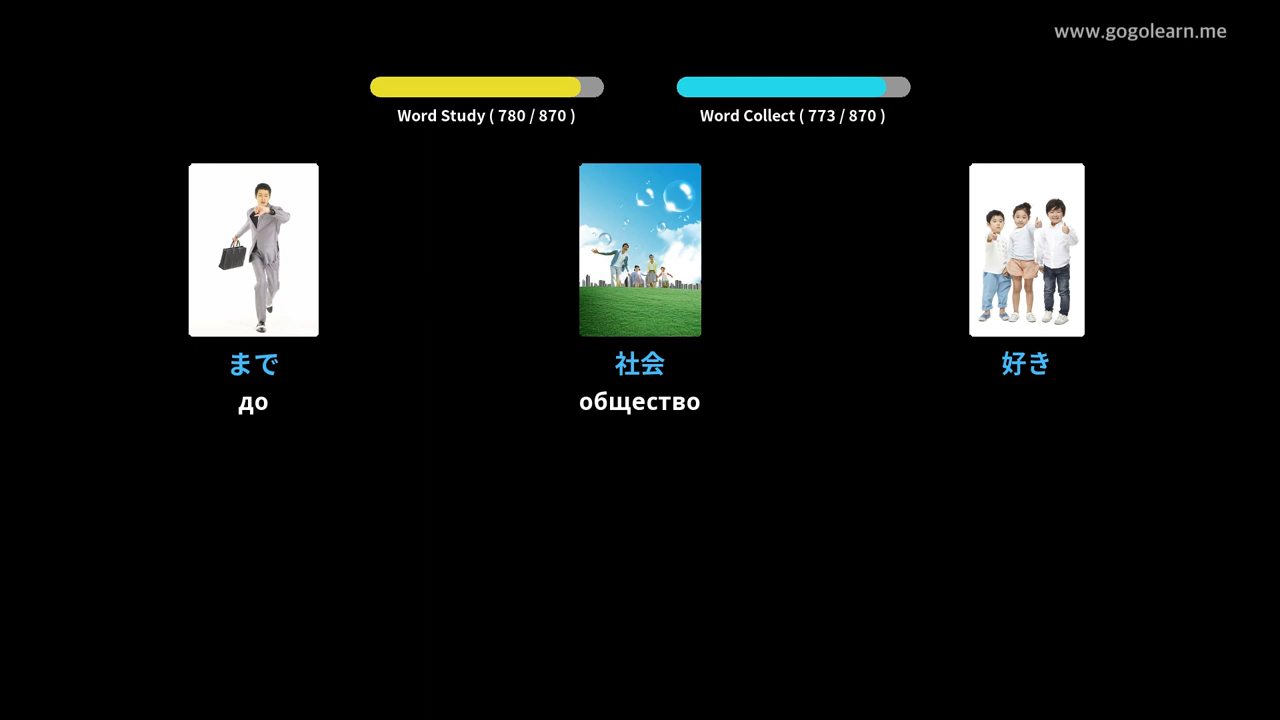 www.gogolearn.me
Word Study ( 780 / 870 )
Word Collect ( 773 / 870 )
まで
до
社会
общество
好き